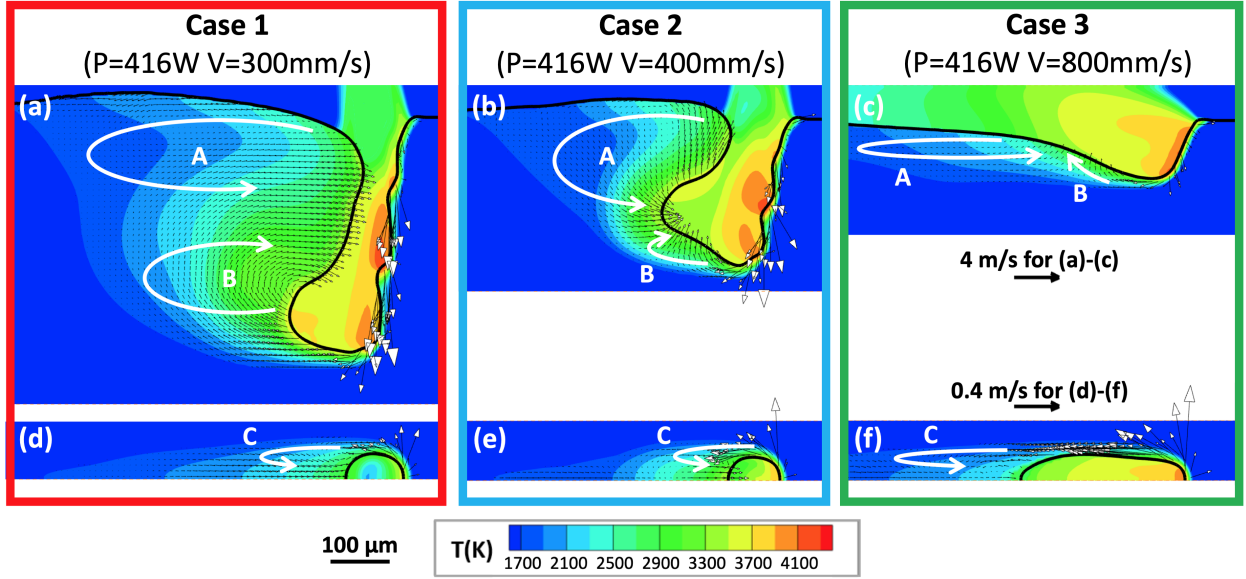 Case 1
(P=416W V=300mm/s)
Case 2
(P=416W V=400mm/s)
Case 3
(P=416W V=800mm/s)
(a)
A
B
(b)
A
B
(c)
A
B
4 m/s for (a)-(c)
0.4 m/s for (d)-(f)
(d)
C
(e)
C
(f)
C
100 μm
T(K)
1700 2100 2500 2900 3300 3700 4100